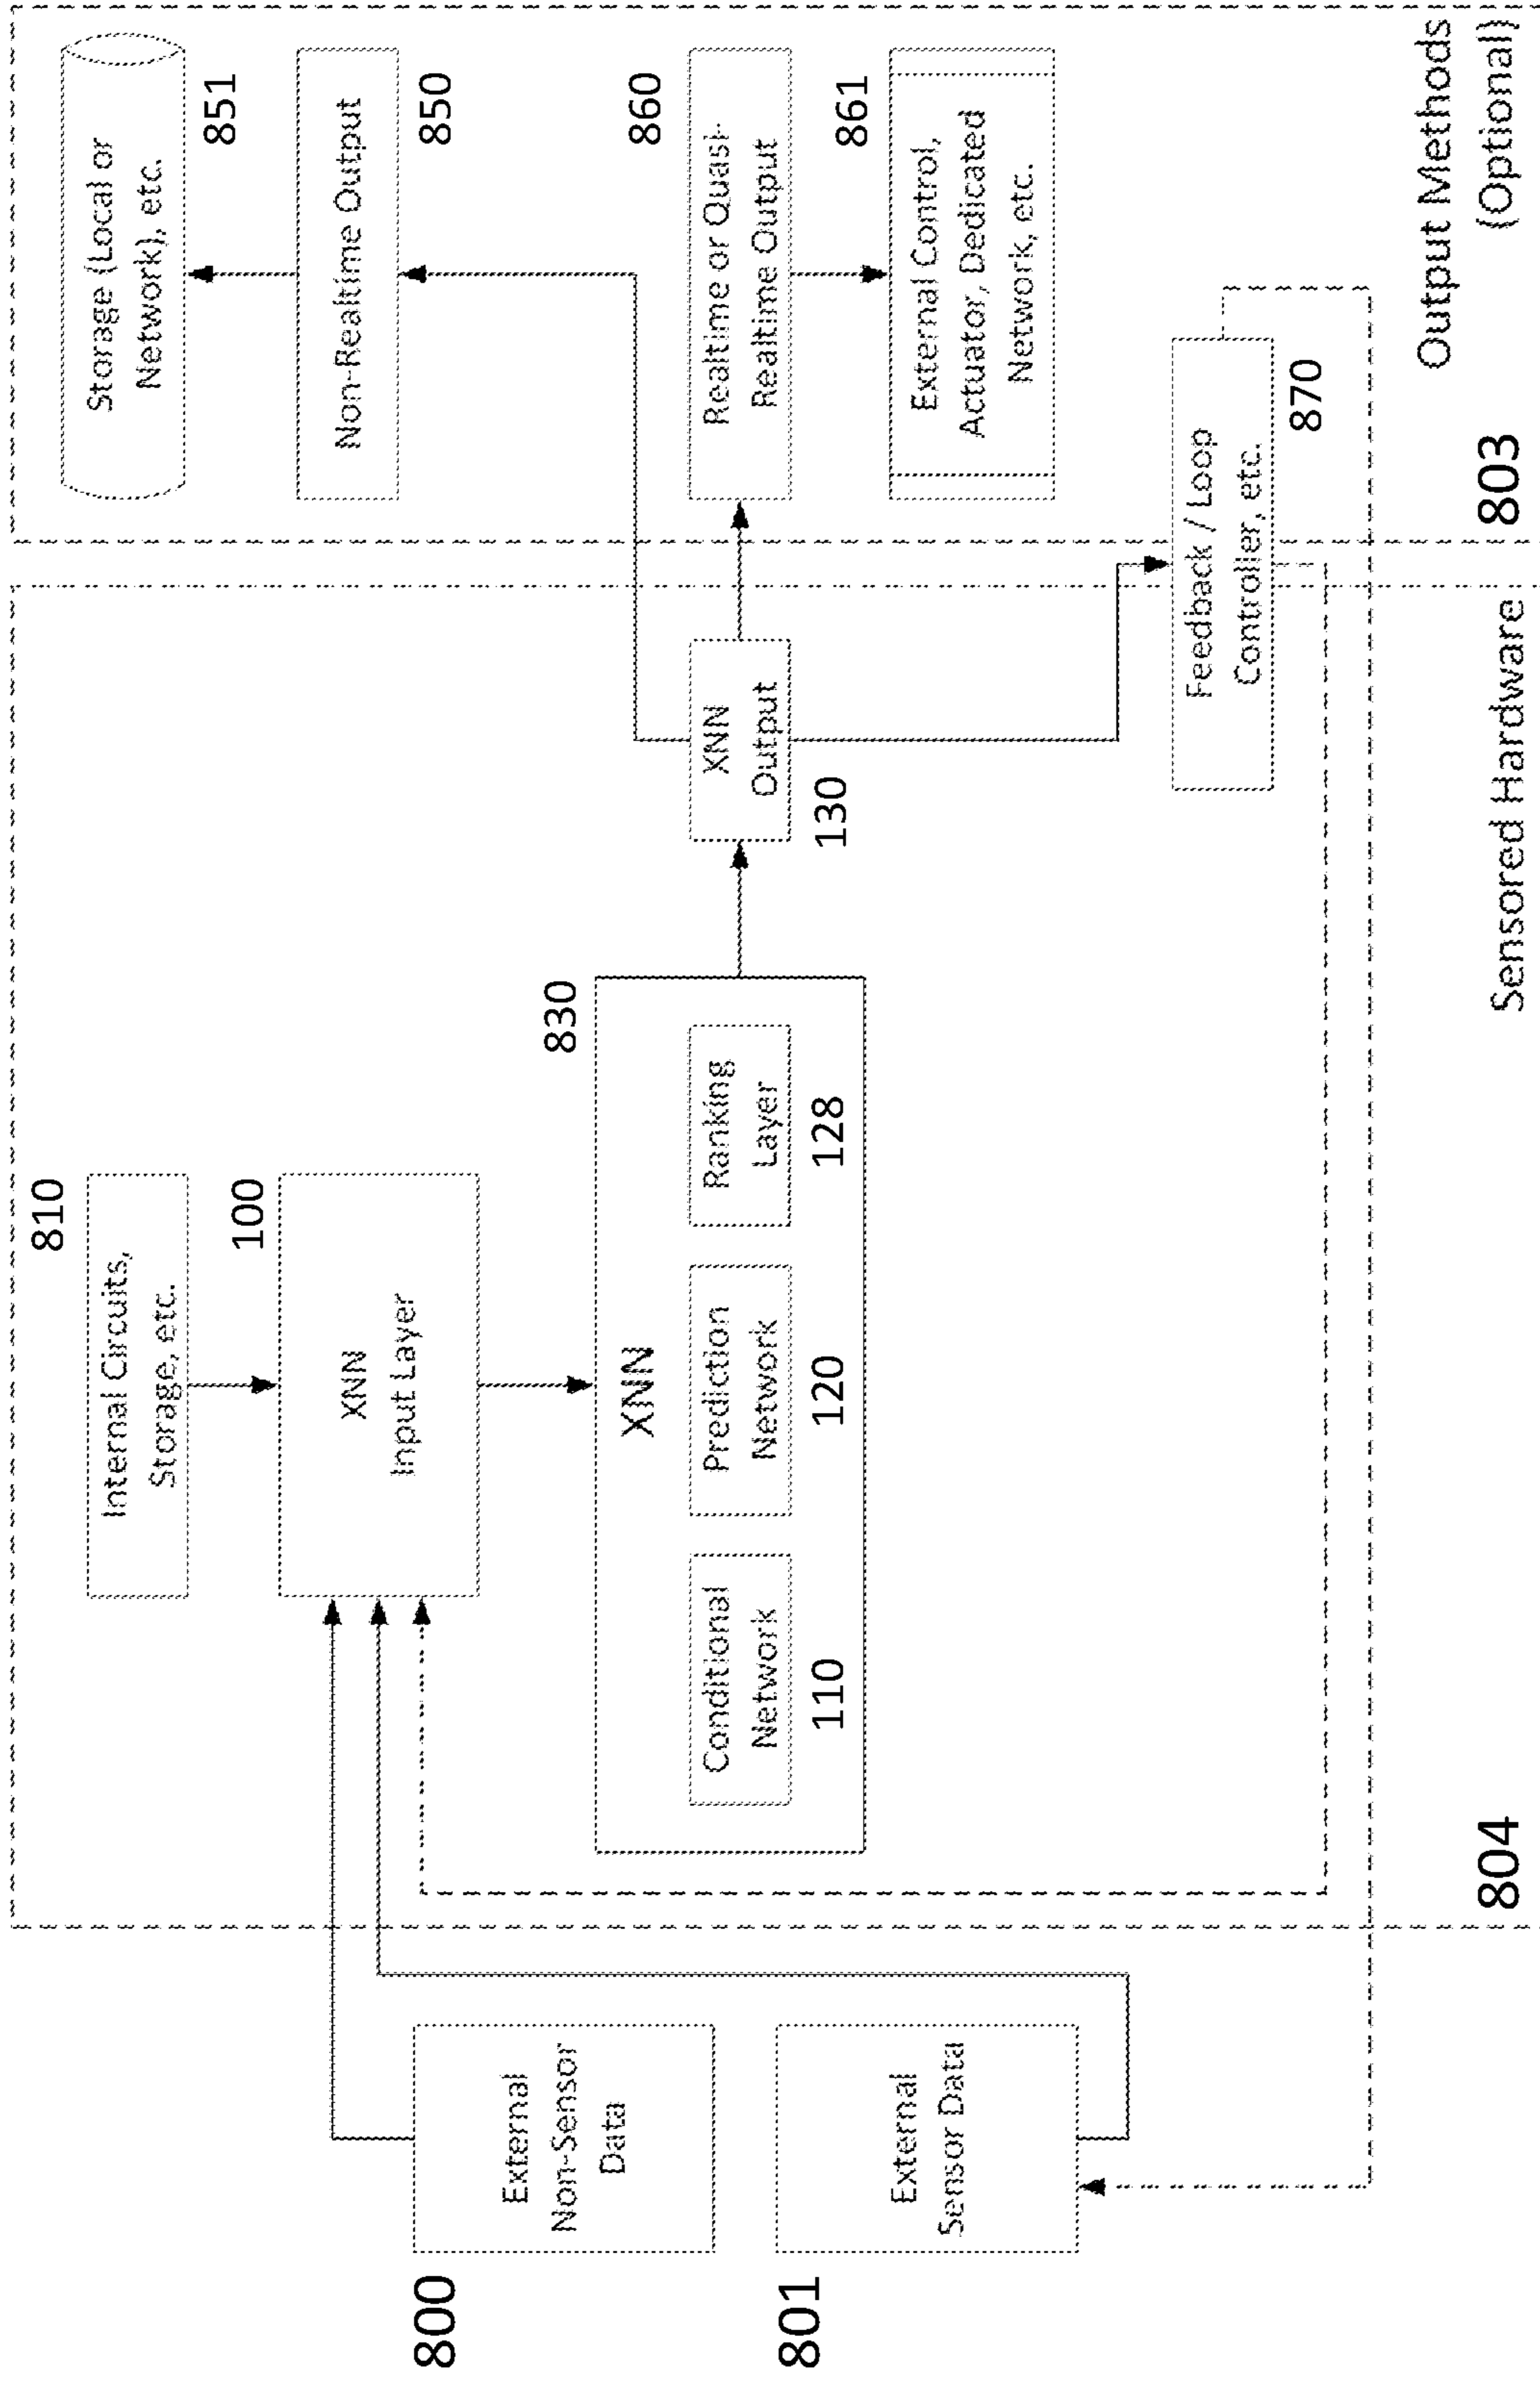 800
External
Non-Sensor
Data
801
External
Sensor Data
810
Internal Circuits,
Storage, etc.
100
XNN
Input Layer
830
XNN
Conditional
Network
110
Prediction
Network
120
Ranking
Layer
128
XNN
Output
130
804
Sensored Hardware
Storage (Local or
Network), etc.
851
Non-Realtime Output
850
860
Realtime or Quasi-
Realtime Output
861
External Control,
Actuator, Dedicated
Network, etc.
Feedback / Loop
Controller, etc.
870
803
Output Methods
(Optional)